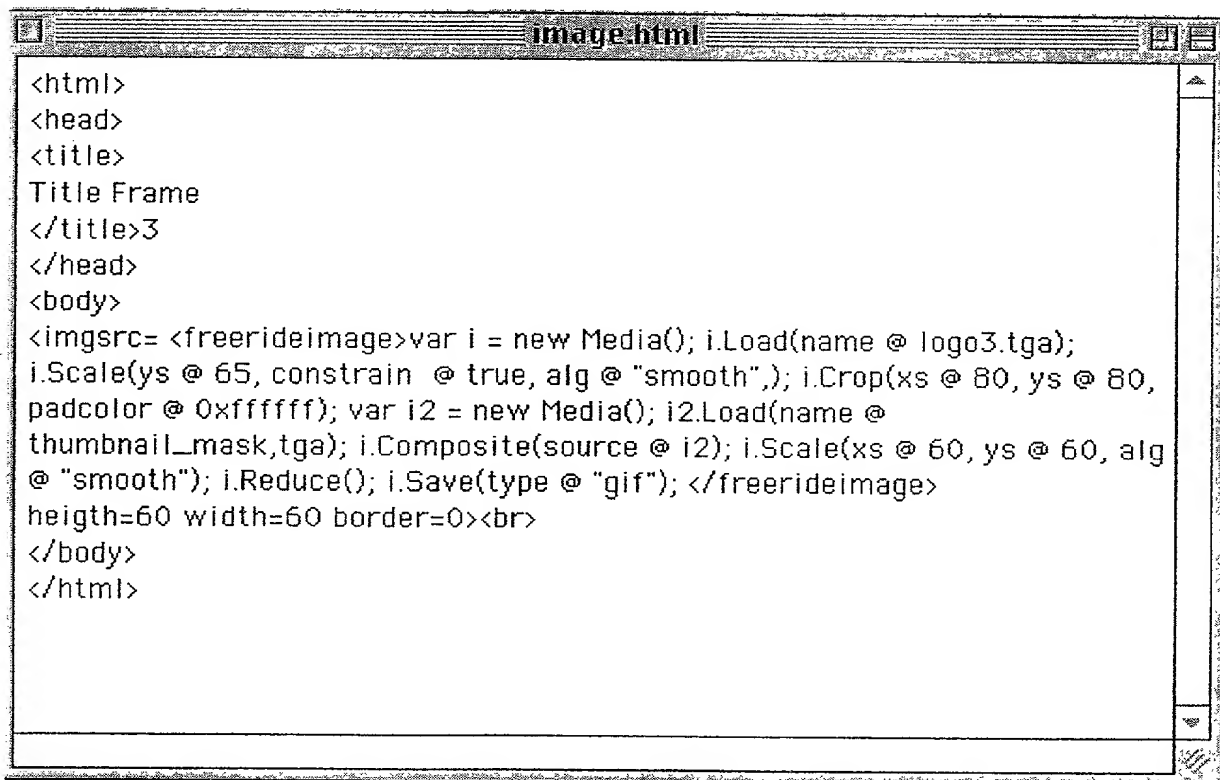 image.html
<html>
<head>
<title>
Title Frame
</title>3
</head>
<body>
<imgsrc= <freerideimage>var i = new Media(); i.Load(name @ logo3.tga);
i.Scale(ys @ 65, constrain @ true, alg @ "smooth",); i.Crop(xs @ 80, ys @ 80,
padcolor @ 0xffffff); var i2 = new Media(); i2.Load(name @
thumbnail_mask,tga); i.Composite(source @ i2); i.Scale(xs @ 60, ys @ 60, alg
@ "smooth"); i.Reduce(); i.Save(type @ "gif"); </freerideimage>
heigth=60 width=60 border=0><br>
</body>
</html>